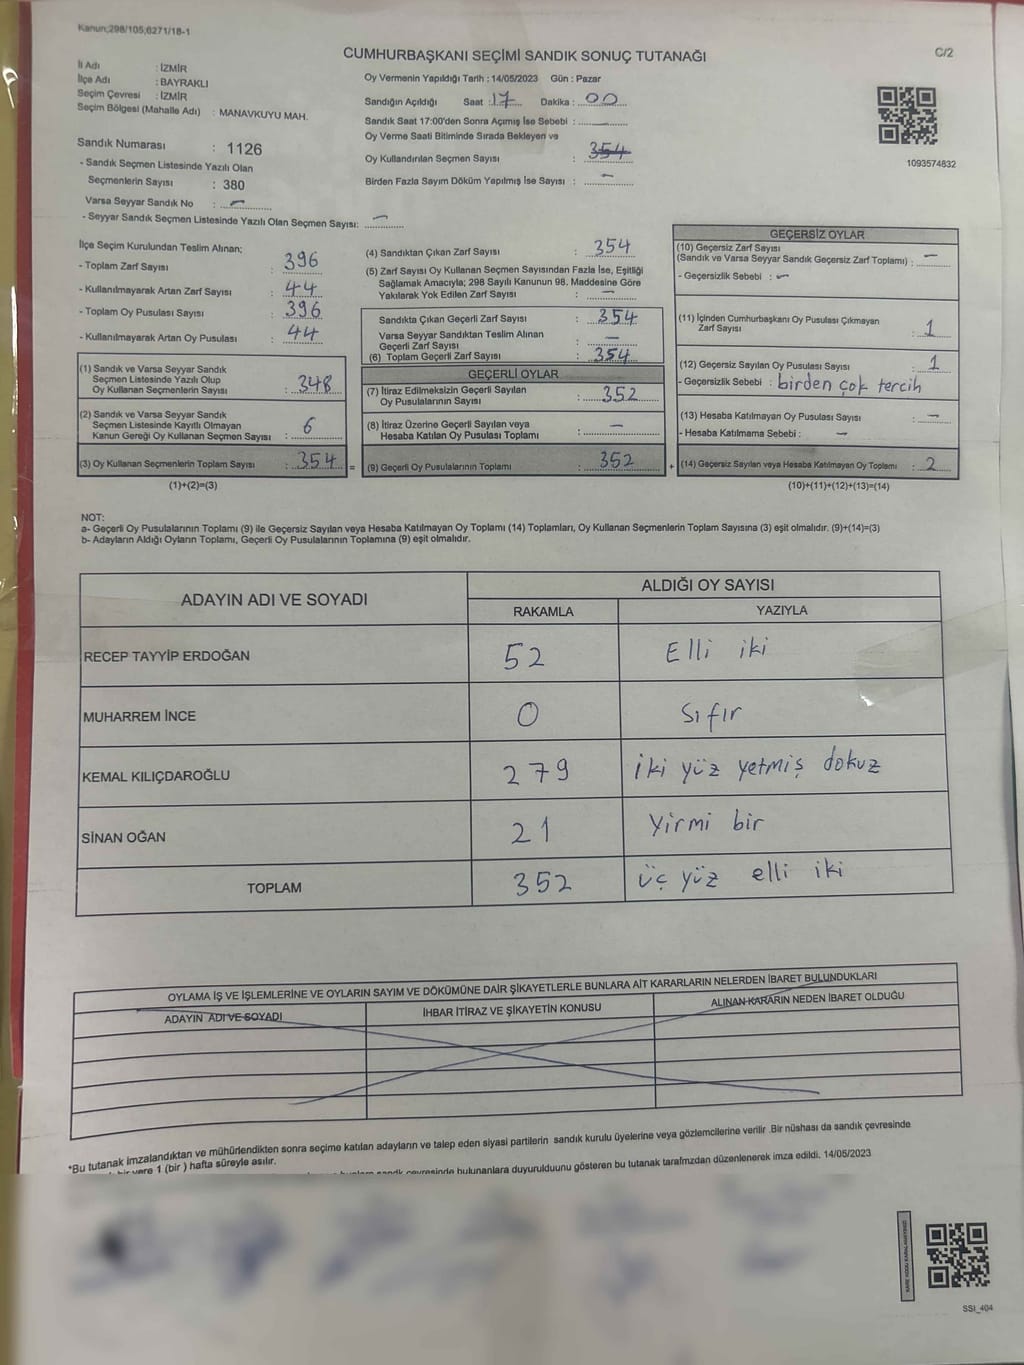 Kanun;298/105;6271/18-1
C/2
CUMHURBAŞKANI SEÇİMİ SANDIK SONUÇ TUTANAĞI
İl Adı : İZMİR
İlçe Adı : BAYRAKLI
Seçim Çevresi : İZMİR
Seçim Bölgesi (Mahalle Adı) : MANAVKUYU MAH.
Sandık Numarası : 1126
- Sandık Seçmen Listesinde Yazılı Olan
Seçmenlerin Sayısı : 380
Varsa Seyyar Sandık No : -
- Seyyar Sandık Seçmen Listesinde Yazılı Olan Seçmen Sayısı: -
Oy Vermenin Yapıldığı Tarih : 14/05/2023 Gün : Pazar
Sandığın Açıldığı Saat : 17 Dakika : 00
Sandık Saat 17:00'den Sonra Açımış İse Sebebi : -
Oy Verme Saati Bitiminde Sırada Bekleyen ve
Oy Kullandırılan Seçmen Sayısı : 354
Birden Fazla Sayım Döküm Yapılmış İse Sayısı : -
1093574832
İlçe Seçim Kurulundan Teslim Alınan;
- Toplam Zarf Sayısı : 396
- Kullanılmayarak Artan Zarf Sayısı : 44
- Toplam Oy Pusulası Sayısı : 396
- Kullanılmayarak Artan Oy Pusulası : 44
(1) Sandık ve Varsa Seyyar Sandık
Seçmen Listesinde Yazılı Olup
Oy Kullanan Seçmenlerin Sayısı : 348
(2) Sandık ve Varsa Seyyar Sandık
Seçmen Listesinde Kayıtlı Olmayan
Kanun Gereği Oy Kullanan Seçmen Sayısı : 6
(3) Oy Kullanan Seçmenlerin Toplam Sayısı : 354 =
(1)+(2)=(3)
(4) Sandıktan Çıkan Zarf Sayısı : 354
(5) Zarf Sayısı Oy Kullanan Seçmen Sayısından Fazla İse, Eşitliği
Sağlamak Amacıyla; 298 Sayılı Kanunun 98. Maddesine Göre
Yakılarak Yok Edilen Zarf Sayısı : -
Sandıkta Çıkan Geçerli Zarf Sayısı : 354
Varsa Seyyar Sandıktan Teslim Alınan
Geçerli Zarf Sayısı : -
(6) Toplam Geçerli Zarf Sayısı : 354
GEÇERLİ OYLAR
(7) İtiraz Edilmeksizin Geçerli Sayılan
Oy Pusulalarının Sayısı : 352
(8) İtiraz Üzerine Geçerli Sayılan veya
Hesaba Katılan Oy Pusulası Toplamı : -
(9) Geçerli Oy Pusulalarının Toplamı : 352 +
GEÇERSİZ OYLAR
(10) Geçersiz Zarf Sayısı
(Sandık ve Varsa Seyyar Sandık Geçersiz Zarf Toplamı) : -
- Geçersizlik Sebebi : -
(11) İçinden Cumhurbaşkanı Oy Pusulası Çıkmayan
Zarf Sayısı : 1
(12) Geçersiz Sayılan Oy Pusulası Sayısı : 1
- Geçersizlik Sebebi : birden çok tercih
(13) Hesaba Katılmayan Oy Pusulası Sayısı : -
- Hesaba Katılmama Sebebi : -
(14) Geçersiz Sayılan veya Hesaba Katılmayan Oy Toplamı : 2
(10)+(11)+(12)+(13)=(14)
NOT:
a- Geçerli Oy Pusulalarının Toplamı (9) ile Geçersiz Sayılan veya Hesaba Katılmayan Oy Toplamı (14) Toplamları, Oy Kullanan Seçmenlerin Toplam Sayısına (3) eşit olmalıdır. (9)+(14)=(3)
b- Adayların Aldığı Oyların Toplamı, Geçerli Oy Pusulalarının Toplamına (9) eşit olmalıdır.
ADAYIN ADI VE SOYADI ALDIĞI OY SAYISI
RAKAMLA YAZIYLA
RECEP TAYYİP ERDOĞAN 52 Elli iki
MUHARREM İNCE 0 Sıfır
KEMAL KILIÇDAROĞLU 279 iki yüz yetmiş dokuz
SİNAN OĞAN 21 Yirmi bir
TOPLAM 352 üç yüz elli iki
OYLAMA İŞ VE İŞLEMLERİNE VE OYLARIN SAYIM VE DÖKÜMÜNE DAİR ŞİKAYETLERLE BUNLARA AİT KARARLARIN NELERDEN İBARET BULUNDUKLARI
ADAYIN ADI VE SOYADI İHBAR İTİRAZ VE ŞİKAYETİN KONUSU ALINAN KARARIN NEDEN İBARET OLDUĞU
*Bu tutanak imzalandıktan ve mühürlendikten sonra seçime katılan adayların ve talep eden siyasi partilerin sandık kurulu üyelerine veya gözlemcilerine verilir .Bir nüshası da sandık çevresinde
bir yere 1 (bir ) hafta süreyle asılır.
sandık çevresinde bulunanlara duyurulduunu gösteren bu tutanak tarafmzdan düzenlenerek imza edildi. 14/05/2023
SSI_404